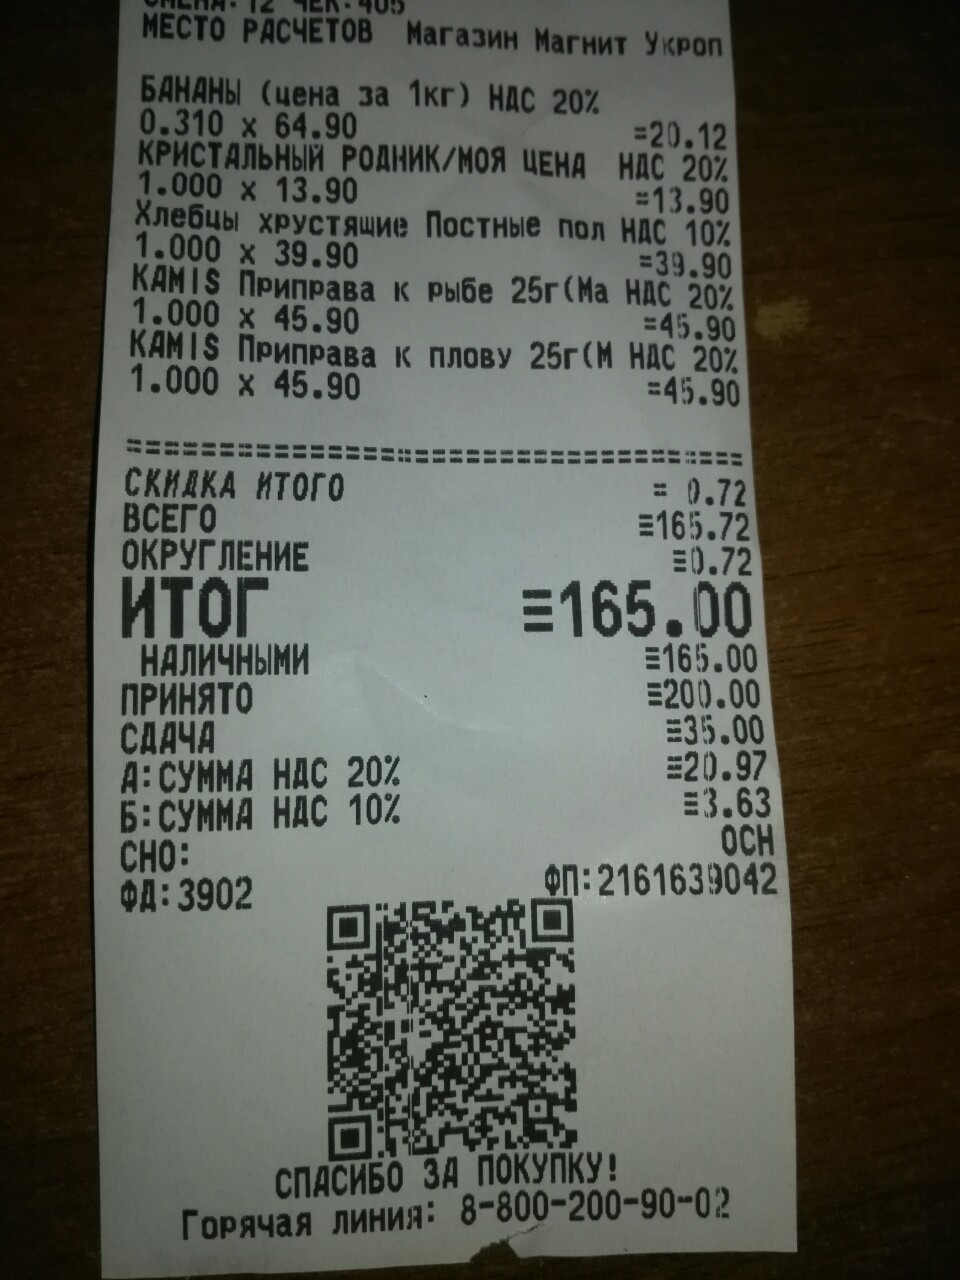 СМЕНА:12 ЧЕК:405
МЕСТО РАСЧЕТОВ Магазин Магнит Укроп
БАНАНЫ (цена за 1кг) НДС 20%
0.310 x 64.90 =20.12
КРИСТАЛЬНЫЙ РОДНИК/МОЯ ЦЕНА НДС 20%
1.000 x 13.90 =13.90
Хлебцы хрустящие Постные пол НДС 10%
1.000 x 39.90 =39.90
KAMIS Приправа к рыбе 25г(Ма НДС 20%
1.000 x 45.90 =45.90
KAMIS Приправа к плову 25г(М НДС 20%
1.000 x 45.90 =45.90
==========================================
СКИДКА ИТОГО = 0.72
ВСЕГО ≡165.72
ОКРУГЛЕНИЕ ≡0.72
ИТОГ ≡165.00
НАЛИЧНЫМИ ≡165.00
ПРИНЯТО ≡200.00
СДАЧА ≡35.00
А:СУММА НДС 20% ≡20.97
Б:СУММА НДС 10% ≡3.63
СНО: ОСН
ФД:3902 ФП:2161639042
СПАСИБО ЗА ПОКУПКУ!
Горячая линия: 8-800-200-90-02